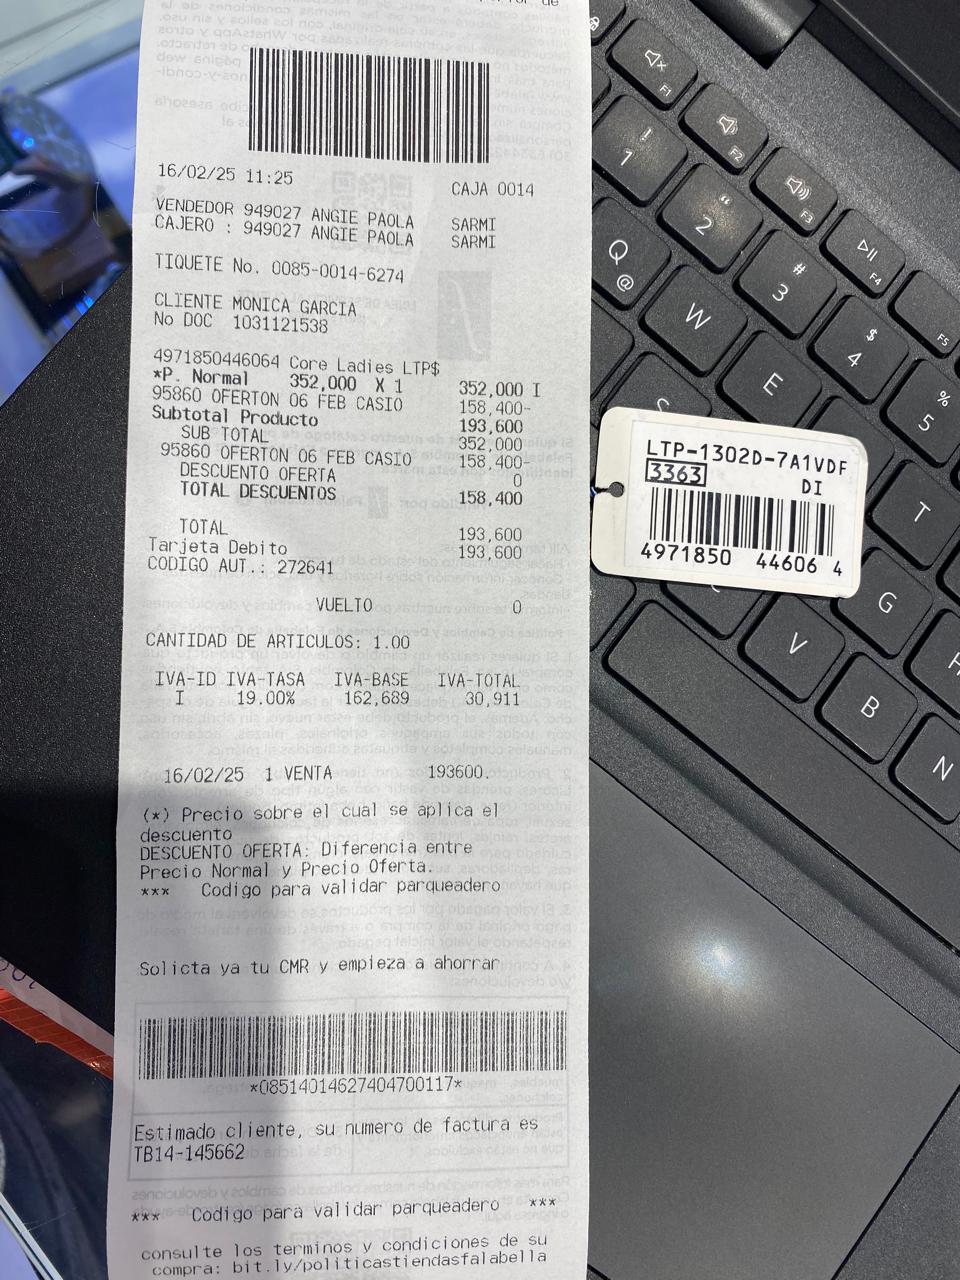 16/02/25 11:25 CAJA 0014
VENDEDOR 949027 ANGIE PAOLA SARMI
CAJERO : 949027 ANGIE PAOLA SARMI
TIQUETE No. 0085-0014-6274
CLIENTE MONICA GARCIA
No DOC 1031121538
4971850446064 Core Ladies LTP$
*P. Normal 352,000 X 1 352,000 I
95860 OFERTON 06 FEB CASIO 158,400-
Subtotal Producto 193,600
SUB TOTAL 352,000
95860 OFERTON 06 FEB CASIO 158,400-
DESCUENTO OFERTA 0
TOTAL DESCUENTOS 158,400
TOTAL 193,600
Tarjeta Debito 193,600
CODIGO AUT.: 272641
VUELTO 0
CANTIDAD DE ARTICULOS: 1.00
IVA-ID IVA-TASA IVA-BASE IVA-TOTAL
I 19.00% 162,689 30,911
16/02/25 1 VENTA 193600.
(*) Precio sobre el cual se aplica el
descuento
DESCUENTO OFERTA: Diferencia entre
Precio Normal y Precio Oferta.
*** Codigo para validar parqueadero
Solicta ya tu CMR y empieza a ahorrar
*08514014627404700117*
Estimado cliente, su numero de factura es
TB14-145662
*** Codigo para validar parqueadero ***
consulte los terminos y condiciones de su
compra: bit.ly/politicastiendasfalabella
LTP-1302D-7A1VDF
3363 DI
4971850 44606 4
F1
! 1
F2
" 2
F3
# 3
F4
$ 4
F5
% 5
Q @
W
E
T
G
V
B
N